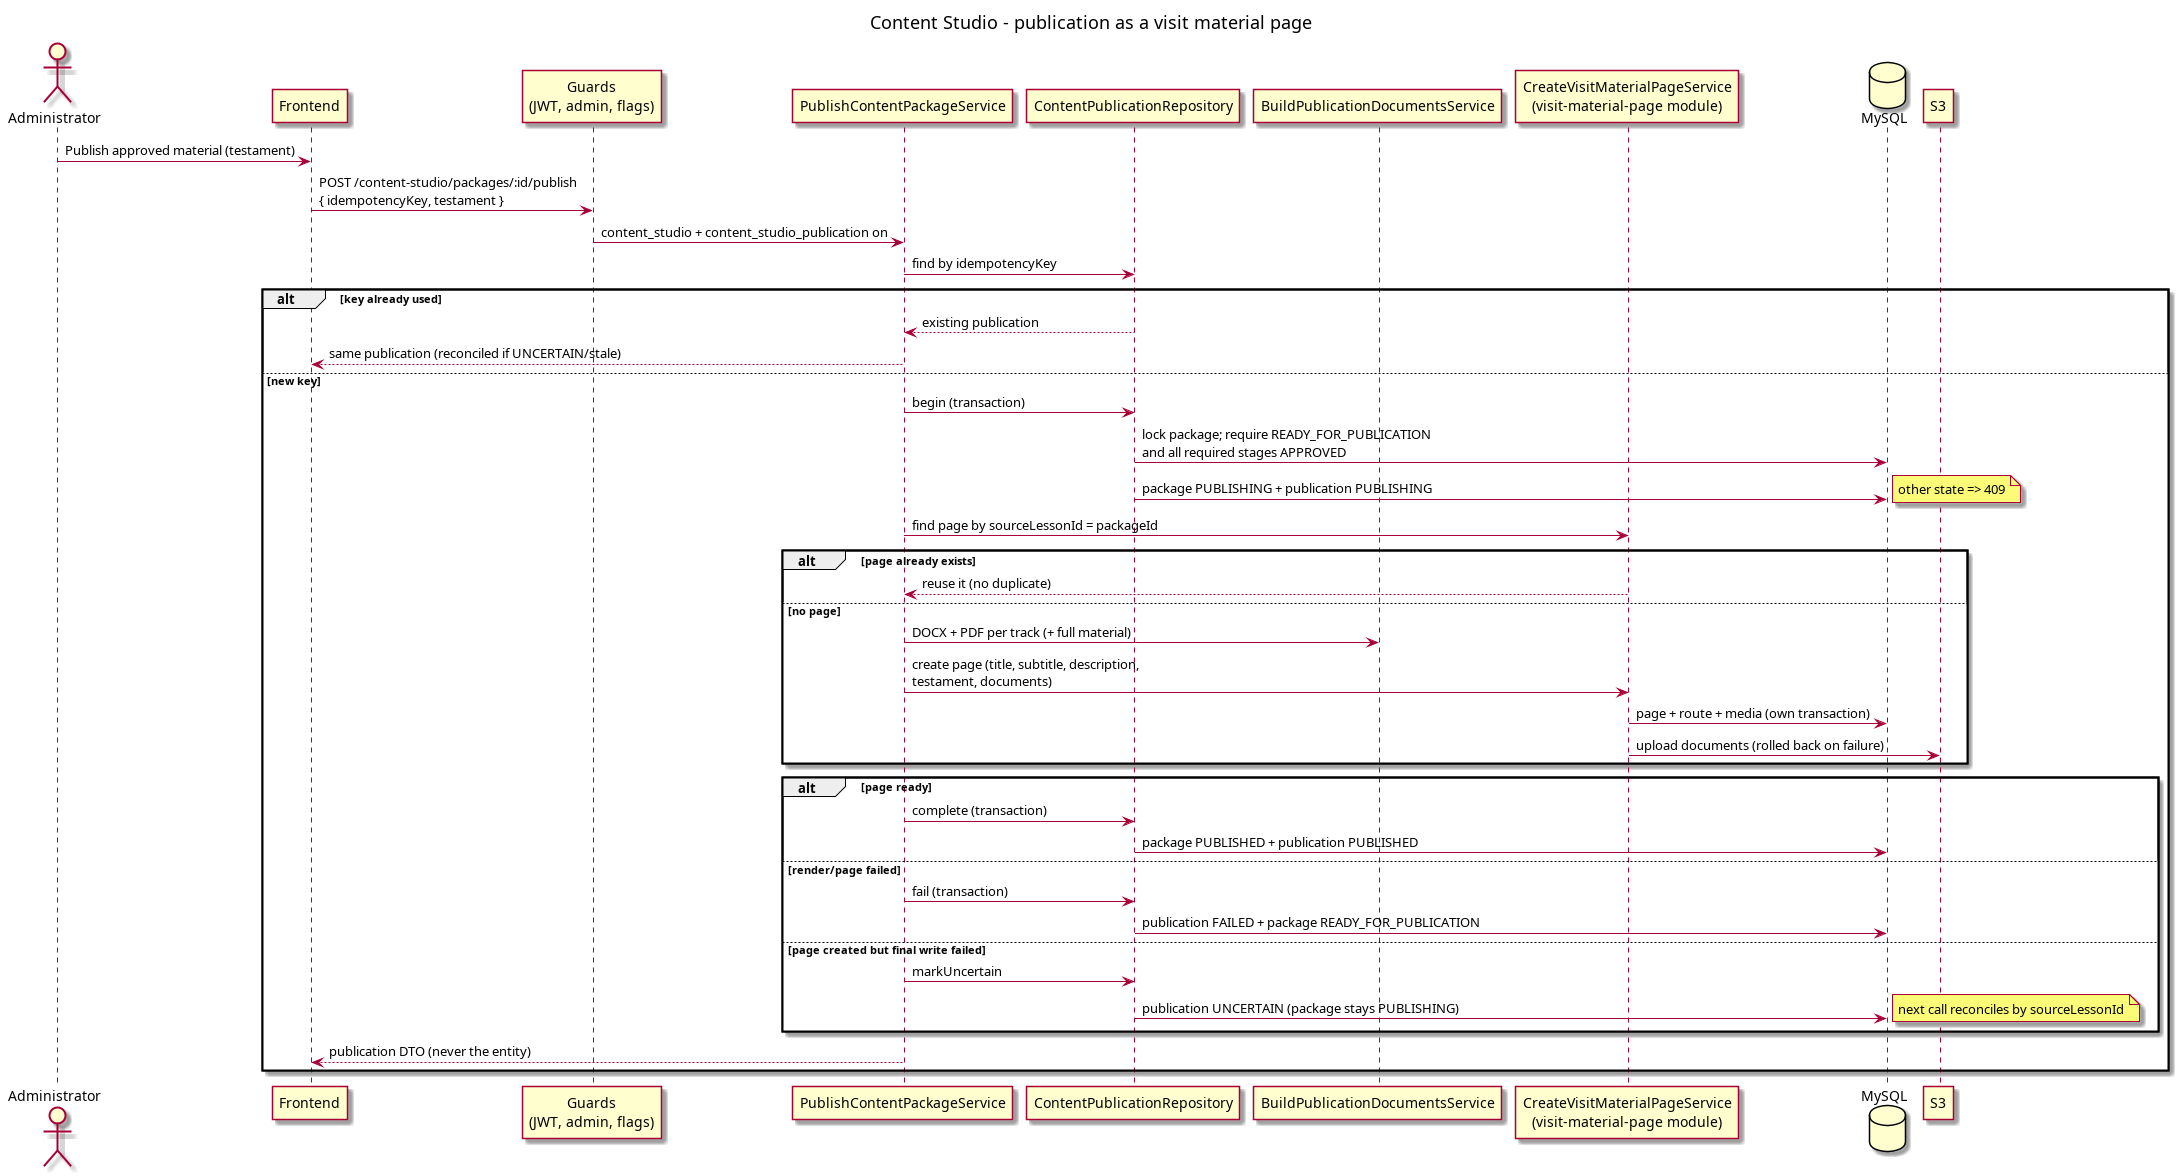 Content Studio - publication as a visit material page
Administrator
Frontend
Guards
(JWT, admin, flags)
PublishContentPackageService
ContentPublicationRepository
BuildPublicationDocumentsService
CreateVisitMaterialPageService
(visit-material-page module)
MySQL
S3
Publish approved material (testament)
POST /content-studio/packages/:id/publish
{ idempotencyKey, testament }
content_studio + content_studio_publication on
find by idempotencyKey
alt [key already used]
existing publication
same publication (reconciled if UNCERTAIN/stale)
[new key]
begin (transaction)
lock package; require READY_FOR_PUBLICATION
and all required stages APPROVED
package PUBLISHING + publication PUBLISHING
other state => 409
find page by sourceLessonId = packageId
alt [page already exists]
reuse it (no duplicate)
[no page]
DOCX + PDF per track (+ full material)
create page (title, subtitle, description,
testament, documents)
page + route + media (own transaction)
upload documents (rolled back on failure)
alt [page ready]
complete (transaction)
package PUBLISHED + publication PUBLISHED
[render/page failed]
fail (transaction)
publication FAILED + package READY_FOR_PUBLICATION
[page created but final write failed]
markUncertain
publication UNCERTAIN (package stays PUBLISHING)
next call reconciles by sourceLessonId
publication DTO (never the entity)
Administrator
Frontend
Guards
(JWT, admin, flags)
PublishContentPackageService
ContentPublicationRepository
BuildPublicationDocumentsService
CreateVisitMaterialPageService
(visit-material-page module)
MySQL
S3